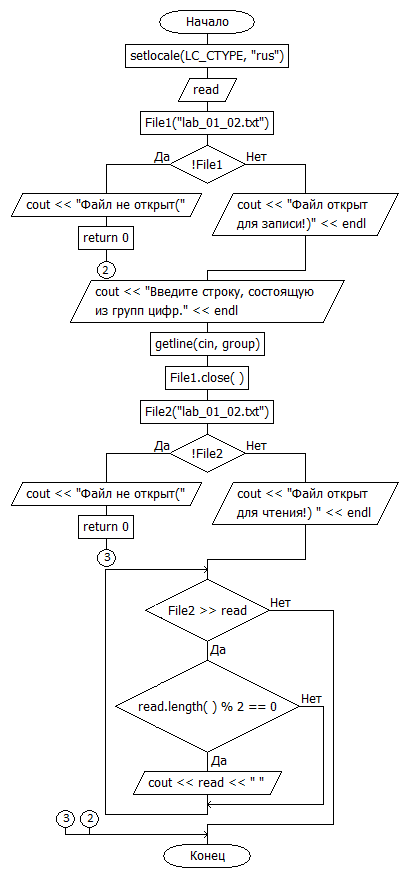 Начало
setlocale(LC_CTYPE, "rus")
read
File1("lab_01_02.txt")
Да
!File1
Нет
cout << "Файл не открыт("
cout << "Файл открыт
для записи!)" << endl
return 0
2
cout << "Введите строку, состоящую
из групп цифр." << endl
getline(cin, group)
File1.close( )
File2("lab_01_02.txt")
Да
!File2
Нет
cout << "Файл не открыт("
cout << "Файл открыт
для чтения!) " << endl
return 0
3
File2 >> read
Нет
Да
read.length( ) % 2 == 0
Нет
Да
cout << read << " "
3
2
Конец